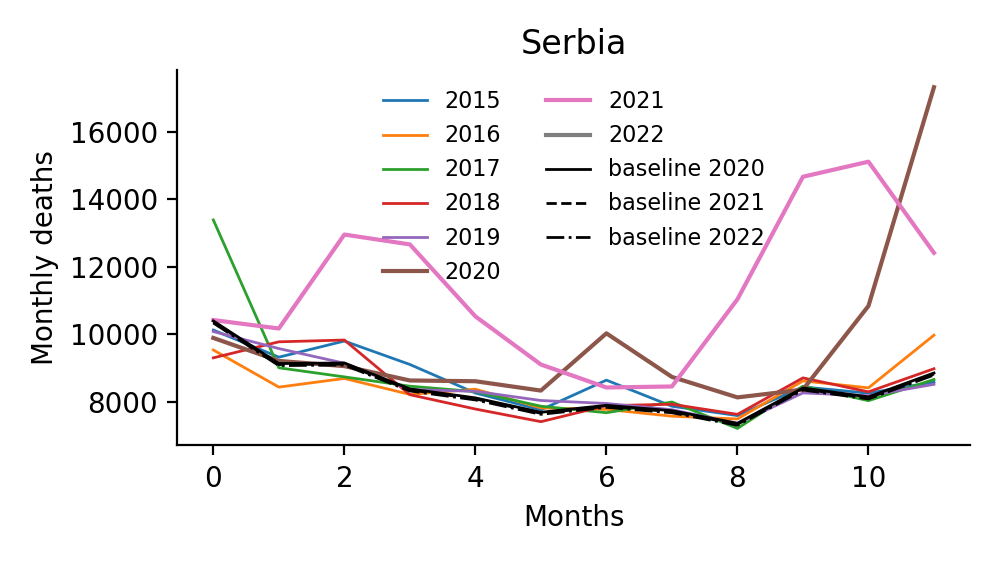 Serbia
Monthly deaths
16000
14000
12000
10000
8000
2015
2016
2017
2018
2019
2020
2021
2022
baseline 2020
baseline 2021
baseline 2022
0 2 4 6 8 10
Months